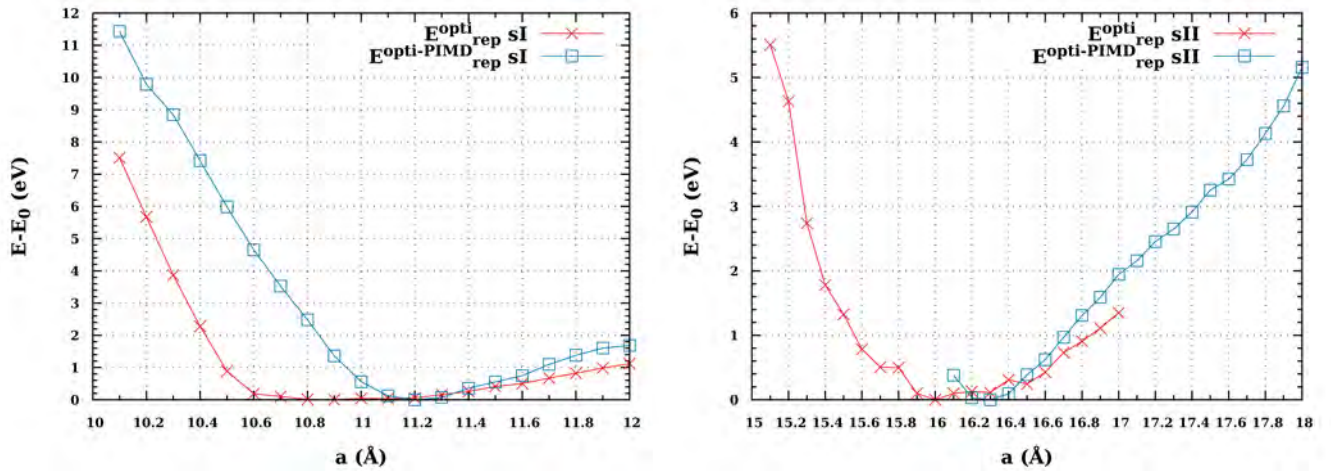 12
11
10
9
8
7
6
5
4
3
2
1
0
E-E0 (eV)
E^opti_rep sI
E^opti-PIMD_rep sI
10 10.2 10.4 10.6 10.8 11 11.2 11.4 11.6 11.8 12
a (Å)
6
5
4
3
2
1
0
E-E0 (eV)
E^opti_rep sII
E^opti-PIMD_rep sII
15 15.2 15.4 15.6 15.8 16 16.2 16.4 16.6 16.8 17 17.2 17.4 17.6 17.8 18
a (Å)